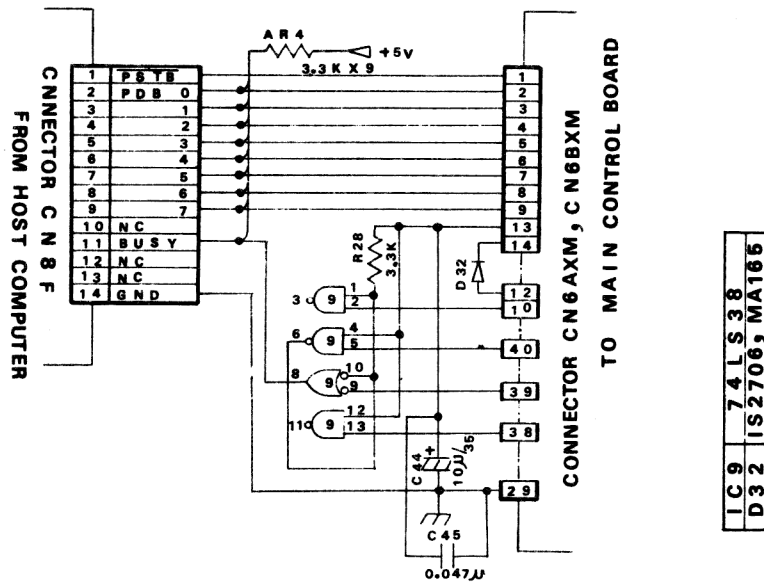 CNNECTOR CN8F
FROM HOST COMPUTER
1 PSTB
2 PDB 0
3 1
4 2
5 3
6 4
7 5
8 6
9 7
10 NC
11 BUSY
12 NC
13 NC
14 GND
AR4
+5V
3,3K X 9
R28
3,3K
3 9 1
2
6 9 4
5
8 9 10
9
11 9 12
13
D32
C44
+
10μ/35
C45
0.047μ
1
2
3
4
5
6
7
8
9
13
14
12
10
40
39
38
29
CONNECTOR CN6AXM, CN6BXM
TO MAIN CONTROL BOARD
IC9 74LS38
D32 IS2706, MA165